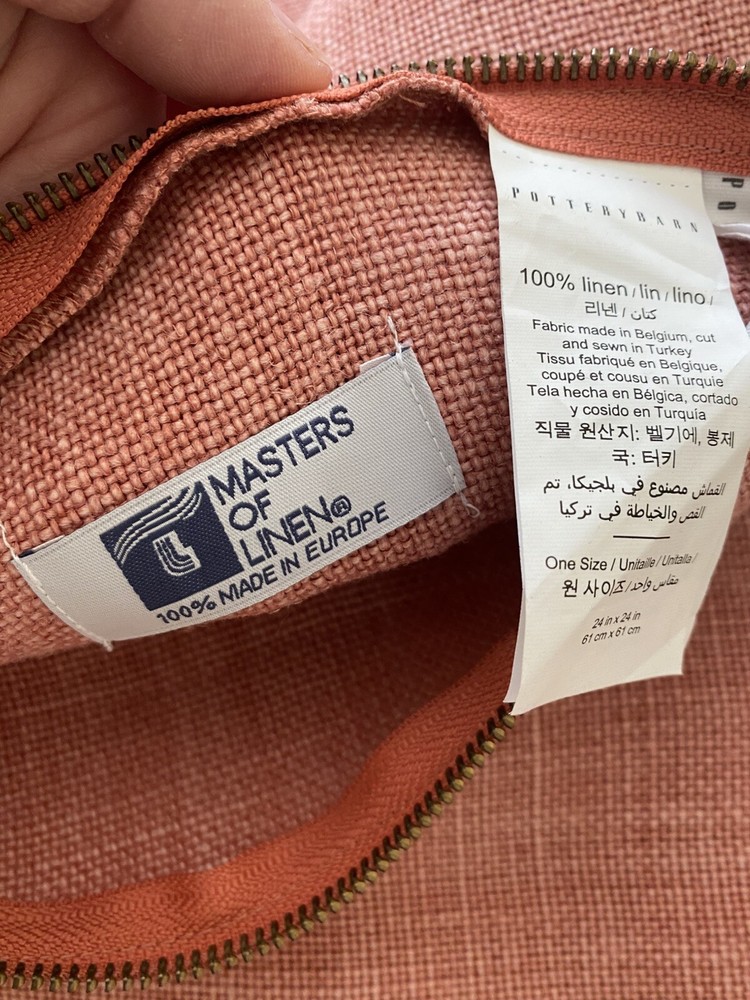 MASTERS
OF
LINEN®
100% MADE IN EUROPE
POTTERYBARN
100% linen / lin / lino /
리넨 / كتان
Fabric made in Belgium, cut
and sewn in Turkey
Tissu fabriqué en Belgique,
coupé et cousu en Turquie
Tela hecha en Bélgica, cortado
y cosido en Turquía
직물 원산지: 벨기에, 봉제
국: 터키
القماش مصنوع في بلجيكا، تم
القص والخياطة في تركيا
One Size / Unitaille / Unitalla /
원 사이즈 / مقاس واحد
24 in x 24 in
61 cm x 61 cm